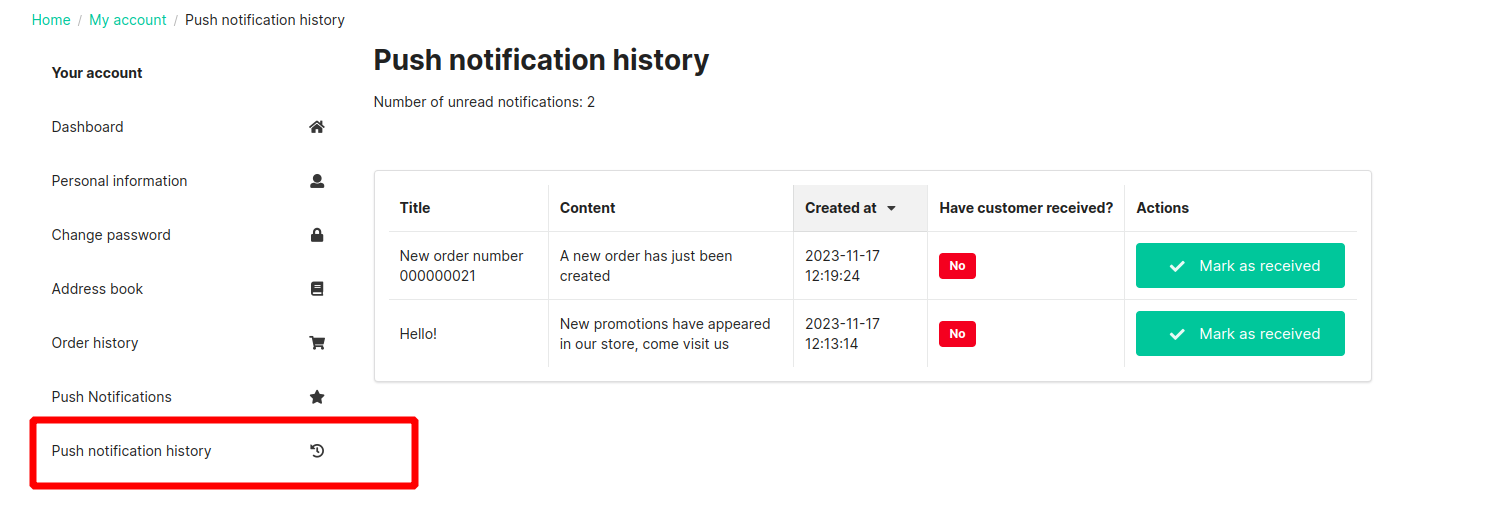 Home / My account / Push notification history
Your account
Dashboard
Personal information
Change password
Address book
Order history
Push Notifications
Push notification history
Push notification history
Number of unread notifications: 2
Title Content Created at Have customer received? Actions
New order number A new order has just been 2023-11-17 No Mark as received
000000021 created 12:19:24
Hello! New promotions have appeared 2023-11-17 No Mark as received
in our store, come visit us 12:13:14